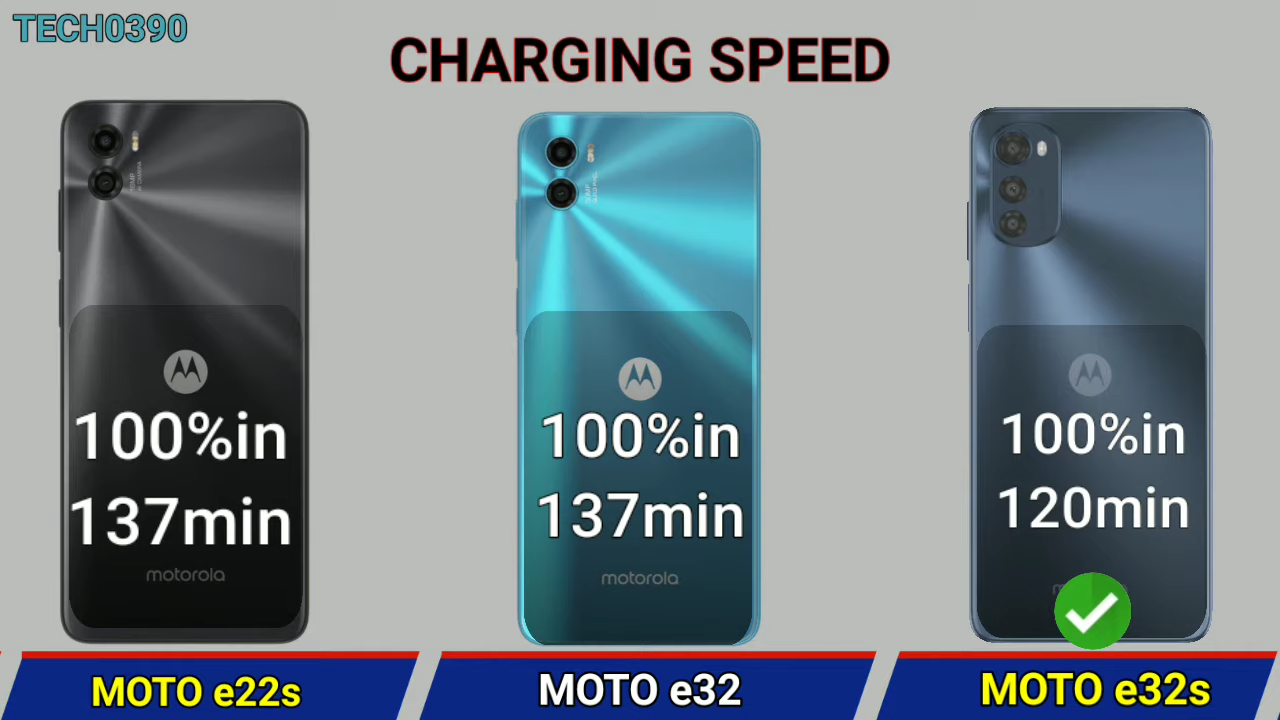 TECH0390
CHARGING SPEED
100%in
137min
motorola
MOTO e22s
100%in
137min
motorola
MOTO e32
100%in
120min
MOTO e32s